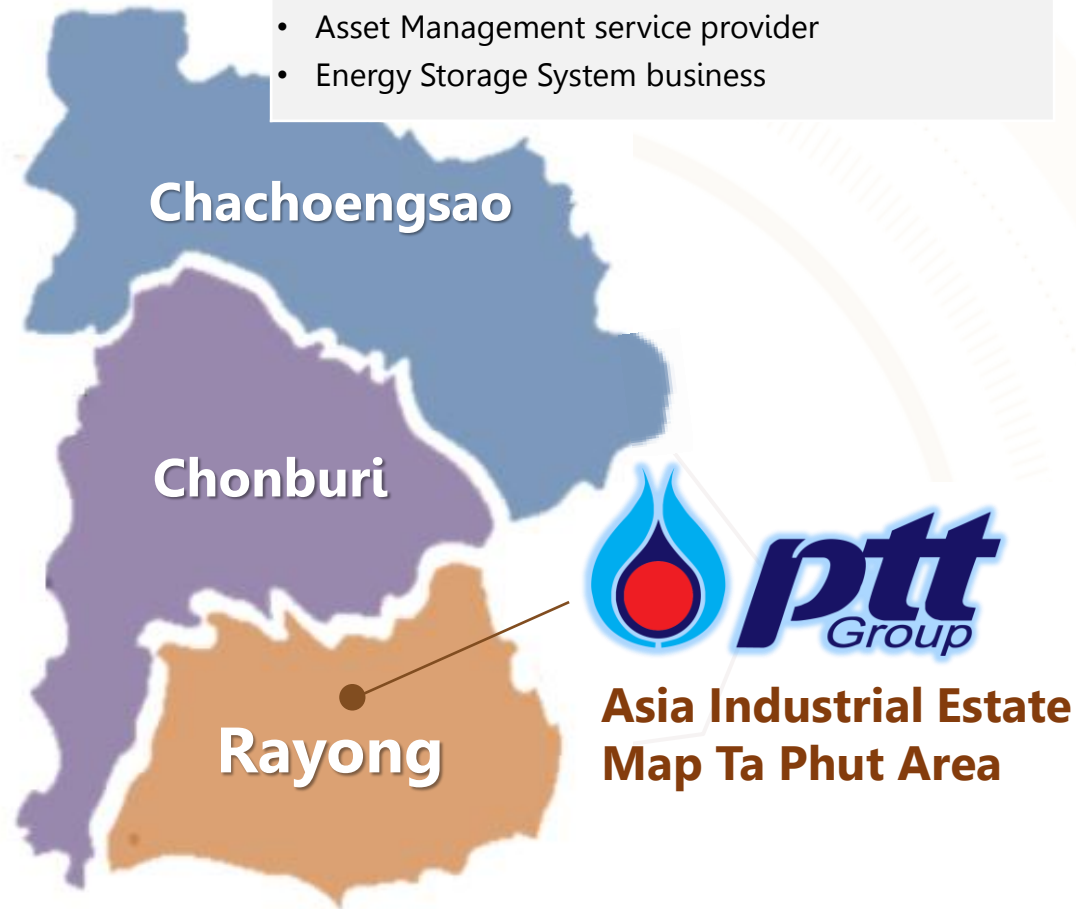 • Asset Management service provider
• Energy Storage System business
Chachoengsao
Chonburi
ptt
Group
Rayong
Asia Industrial Estate
Map Ta Phut Area